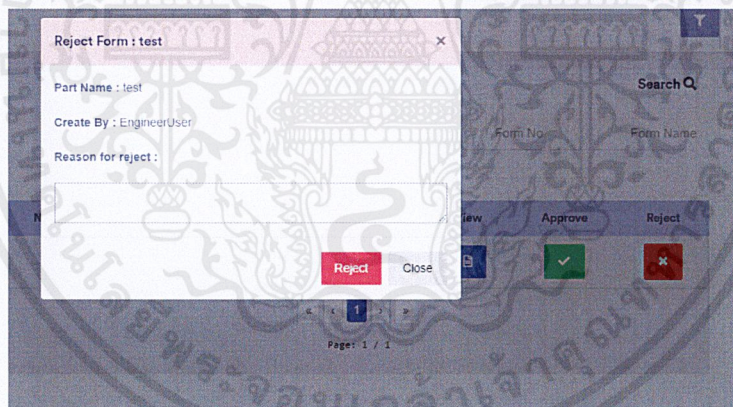 Reject Form : test ×
Part Name : test
Create By : EngineerUser
Reason for reject :
Reject Close
Search
Form No Form Name
Approve Reject
« ‹ 1 › »
Page: 1 / 1